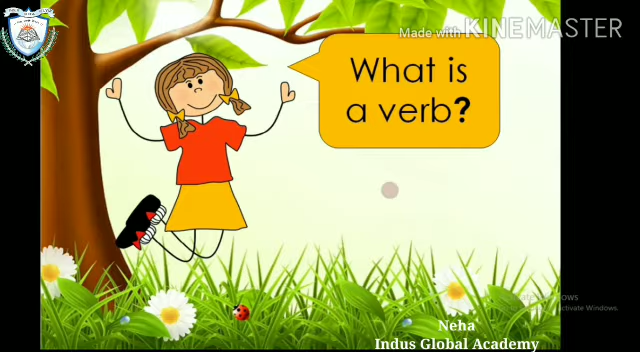 Made with KINEMASTER
What is
a verb?
Neha
Indus Global Academy